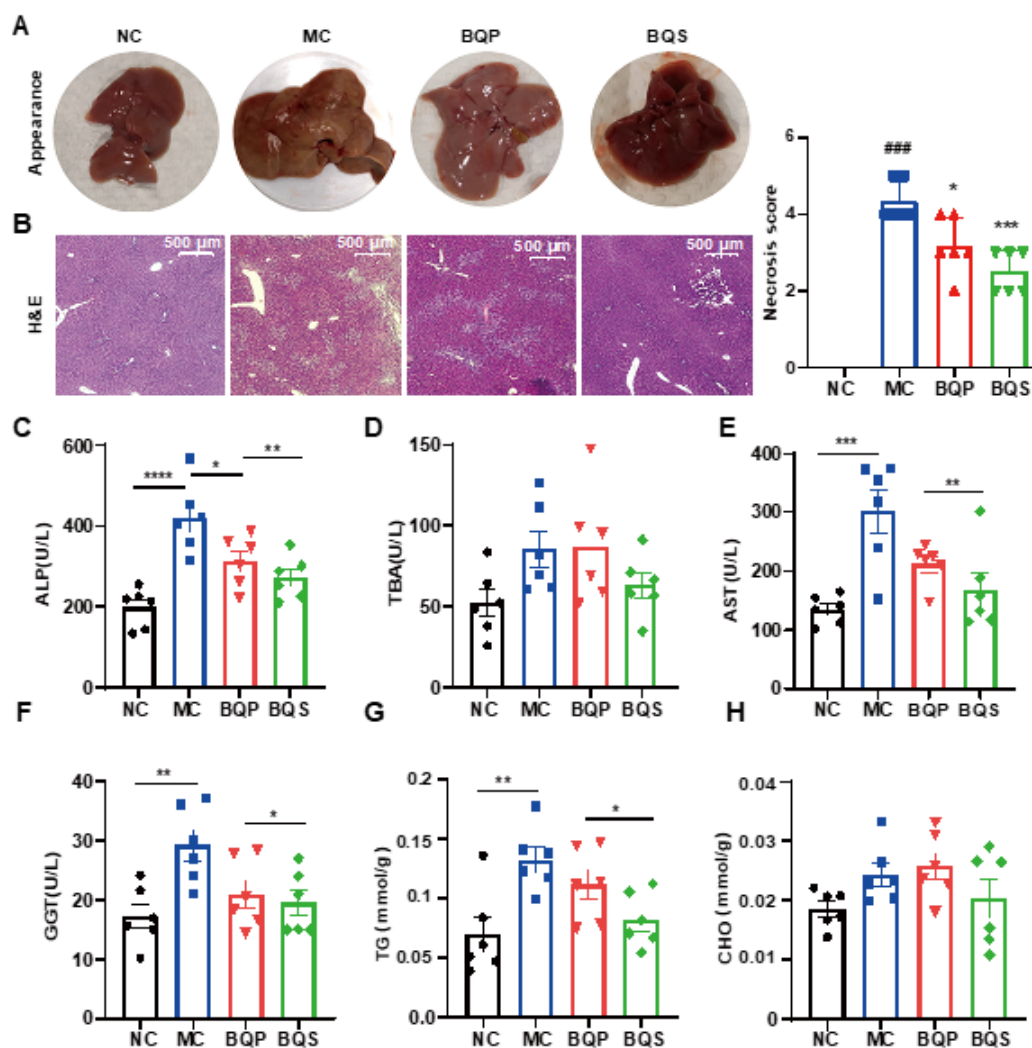 A
NC MC BQP BQS
Appearance
B
500 μm 500 μm 500 μm 500 μm
H&E
Necrosis score
6
4
2
0
###
*
***
NC MC BQP BQS
C
ALP(U/L)
600
400
200
0
**** * **
NC MC BQP BQS
D
TBA(U/L)
150
100
50
0
NC MC BQP BQS
E
AST (U/L)
400
300
200
100
0
*** **
NC MC BQP BQS
F
GGT(U/L)
40
30
20
10
0
** *
NC MC BQP BQS
G
TG (mmol/g)
0.2
0.15
0.1
0.05
0
** *
NC MC BQP BQS
H
CHO (mmol/g)
0.04
0.03
0.02
0.01
0
NC MC BQP BQS